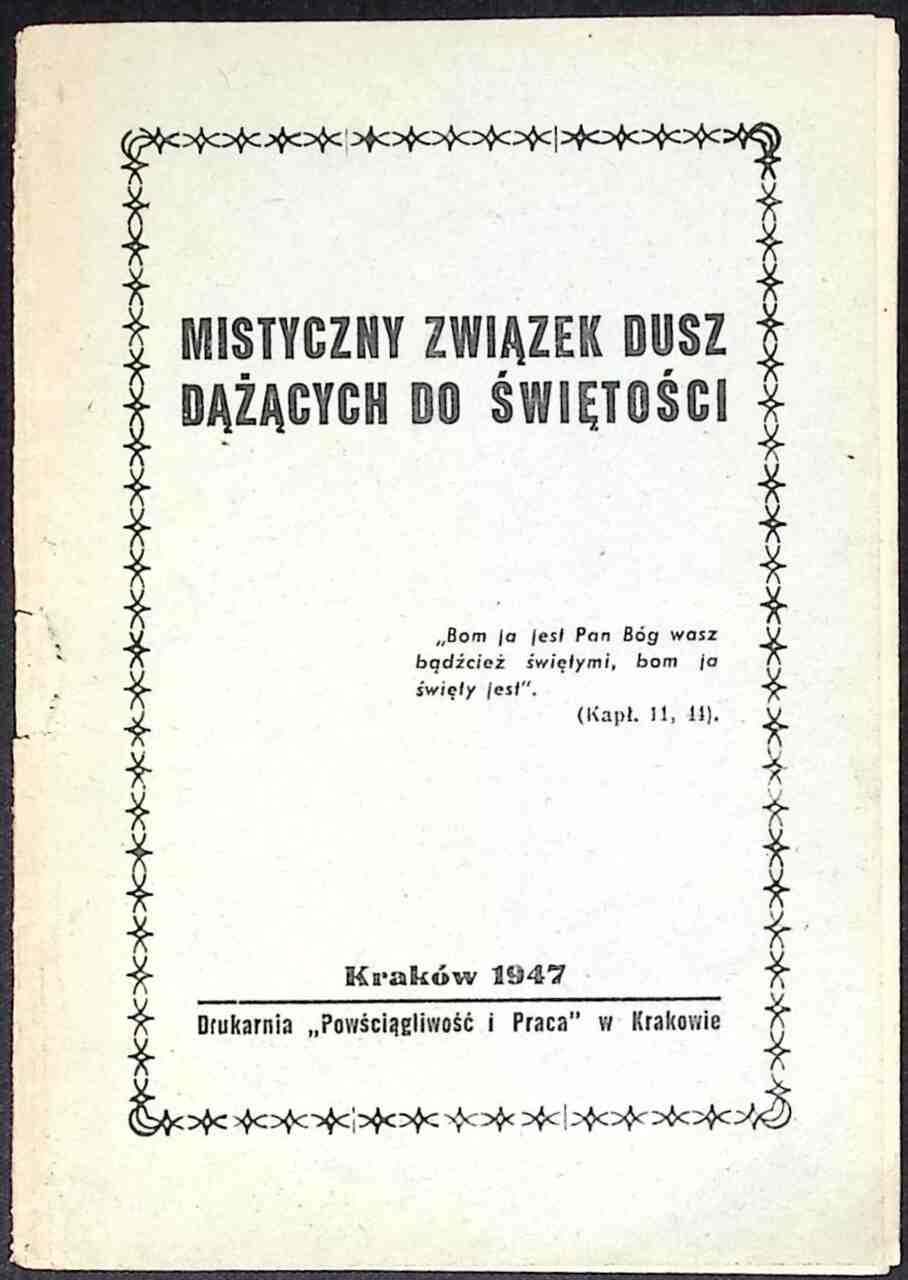 MISTYCZNY ZWIĄZEK DUSZ
DĄŻĄCYCH DO ŚWIĘTOŚCI
„Bom ja jest Pan Bóg wasz
bądźcież świętymi, bom ja
święty jest".
(Kapł. 11, 44).
Kraków 1947
Drukarnia „Powściągliwość i Praca” w Krakowie